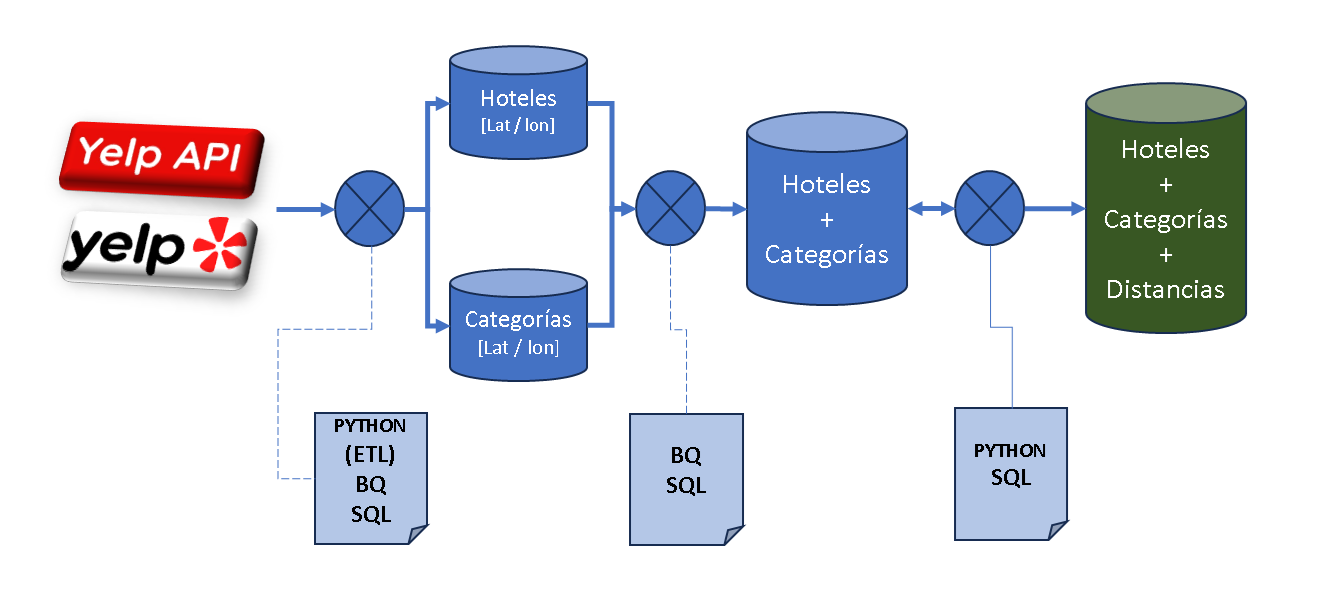 Yelp API
yelp
Hoteles
[Lat / lon]
Categorías
[Lat / lon]
Hoteles
+
Categorías
Hoteles
+
Categorías
+
Distancias
PYTHON
(ETL)
BQ
SQL
BQ
SQL
PYTHON
SQL